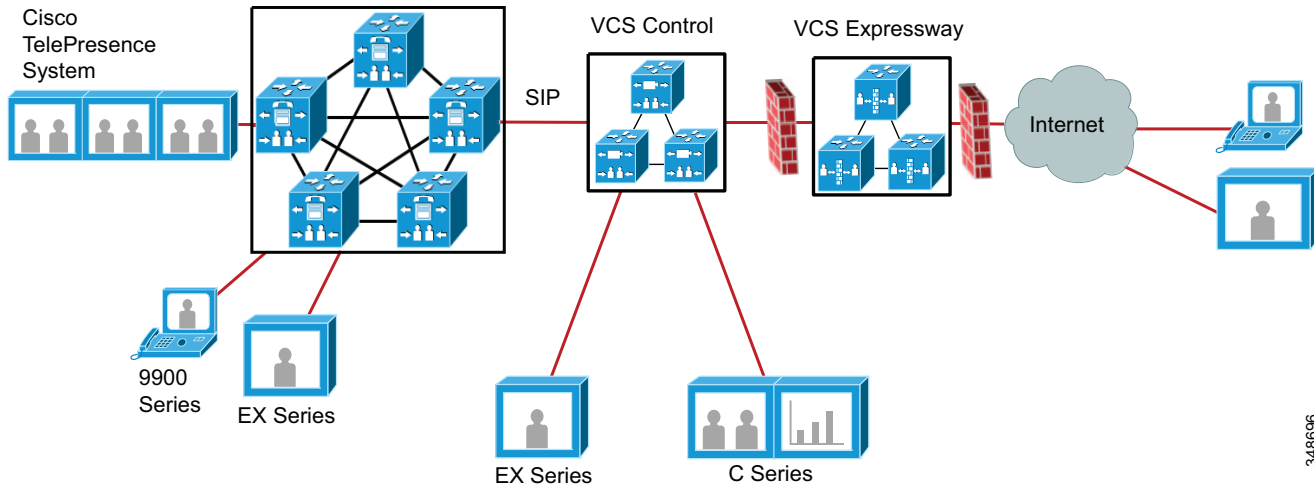 Cisco
TelePresence
System
VCS Control
VCS Expressway
SIP
Internet
9900
Series
EX Series
EX Series
C Series
348696